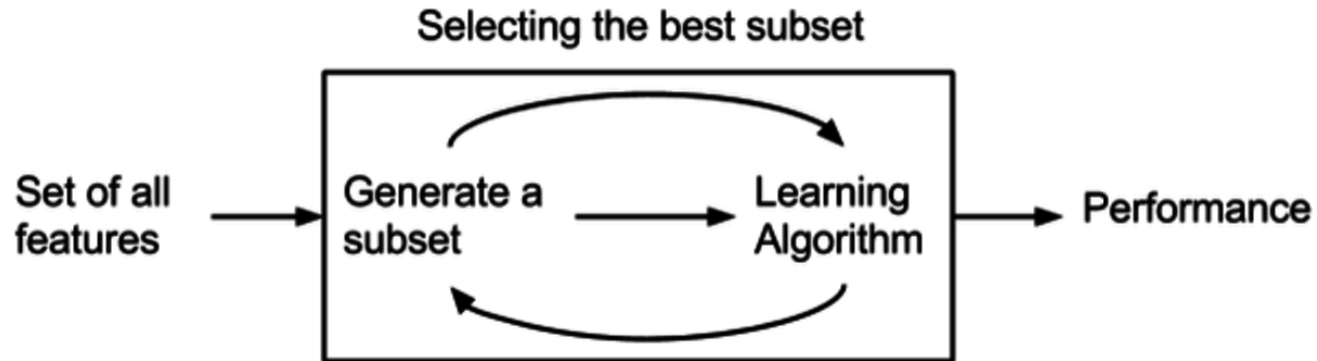 Selecting the best subset
Set of all
features
Generate a
subset
Learning
Algorithm
Performance